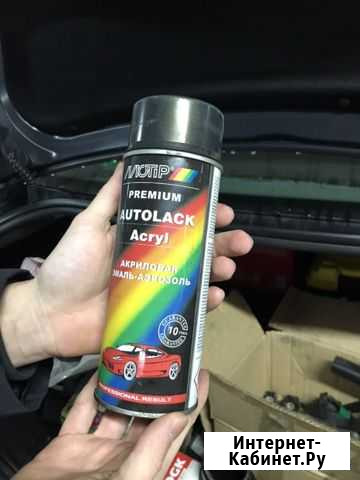 MOTIP
PREMIUM
AUTOLACK
Acryl
АКРИЛОВАЯ
ЭМАЛЬ-АЭРОЗОЛЬ
10
PROFESSIONAL RESULT
Интернет-
Кабинет.Ру